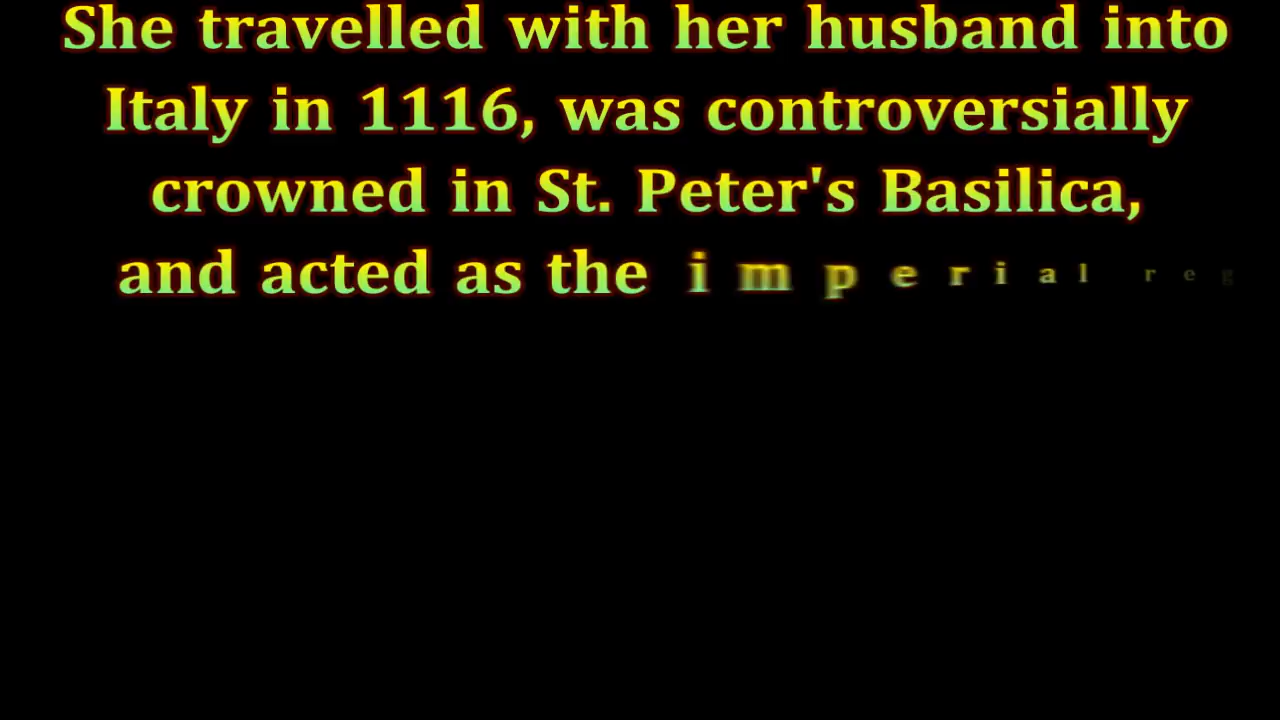 She travelled with her husband into
Italy in 1116, was controversially
crowned in St. Peter's Basilica,
and acted as the imperial reg